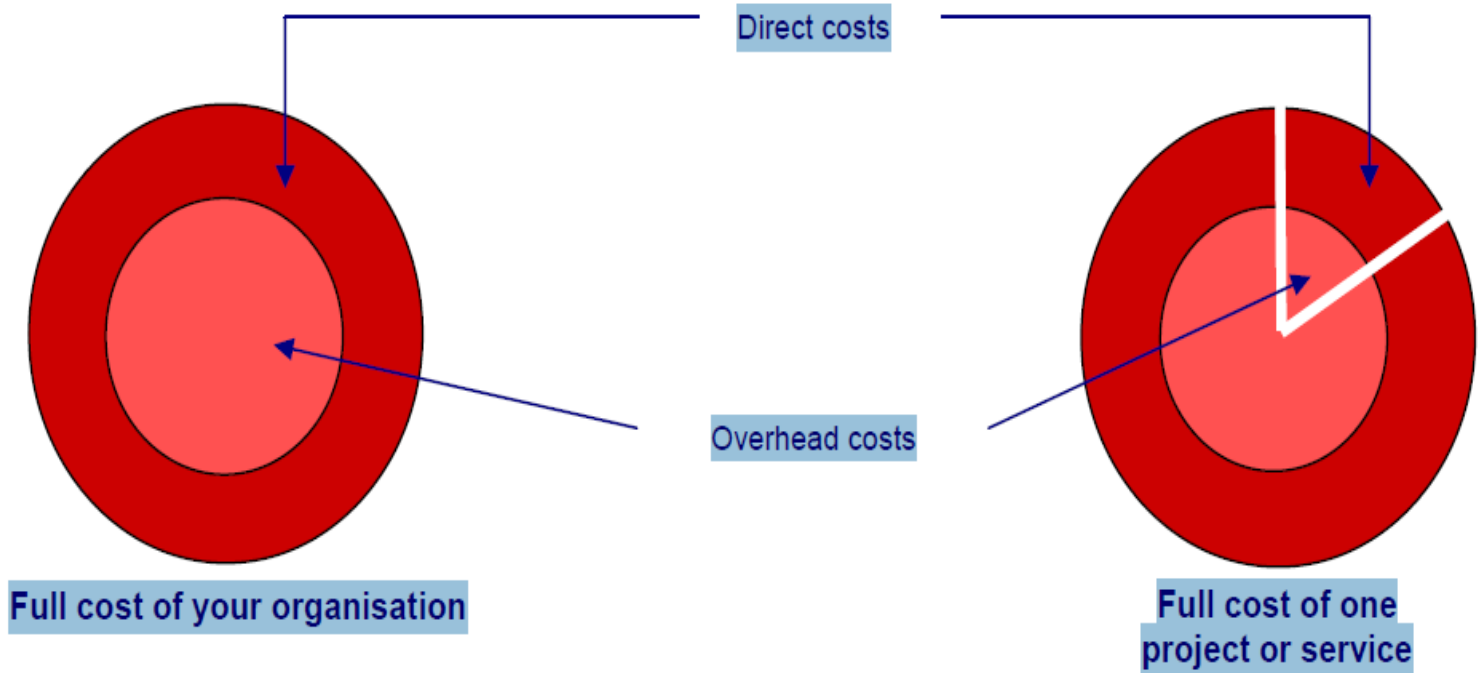 Direct costs
Overhead costs
Full cost of your organisation
Full cost of one
project or service